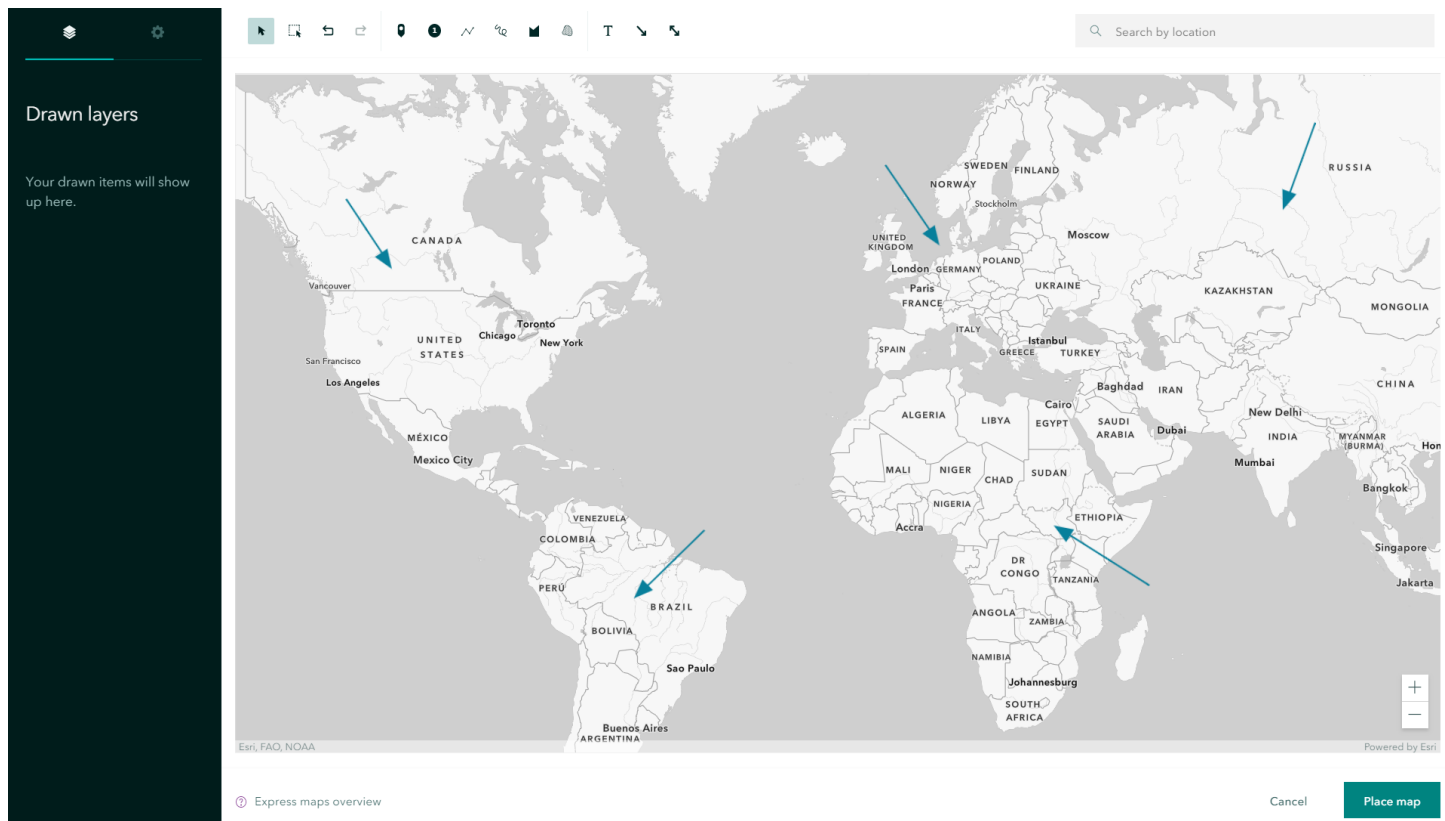 1
T
Search by location
Drawn layers
Your drawn items will show
up here.
SWEDEN
FINLAND
RUSSIA
NORWAY
Stockholm
Moscow
UNITED
KINGDOM
CANADA
POLAND
London
GERMANY
Vancouver
Paris
UKRAINE
KAZAKHSTAN
FRANCE
MONGOLIA
Toronto
Chicago
ITALY
UNITED
STATES
New York
Istanbul
SPAIN
GREECE
TURKEY
San Francisco
Los Angeles
Baghdad
IRAN
CHINA
Cairo
New Delhi
ALGERIA
LIBYA
EGYPT
SAUDI
ARABIA
Dubai
MÉXICO
INDIA
MYANMAR
(BURMA)
Hon
Mexico City
Mumbai
MALI
NIGER
SUDAN
CHAD
Bangkok
NIGERIA
VENEZUELA
ETHIOPIA
Accra
COLOMBIA
Singapore
DR
CONGO
TANZANIA
Jakarta
PERÚ
BRAZIL
ANGOLA
ZAMBIA
BOLIVIA
NAMIBIA
Sao Paulo
Johannesburg
SOUTH
AFRICA
Buenos Aires
ARGENTINA
Esri, FAO, NOAA
Powered by Esri
Express maps overview
Cancel
Place map